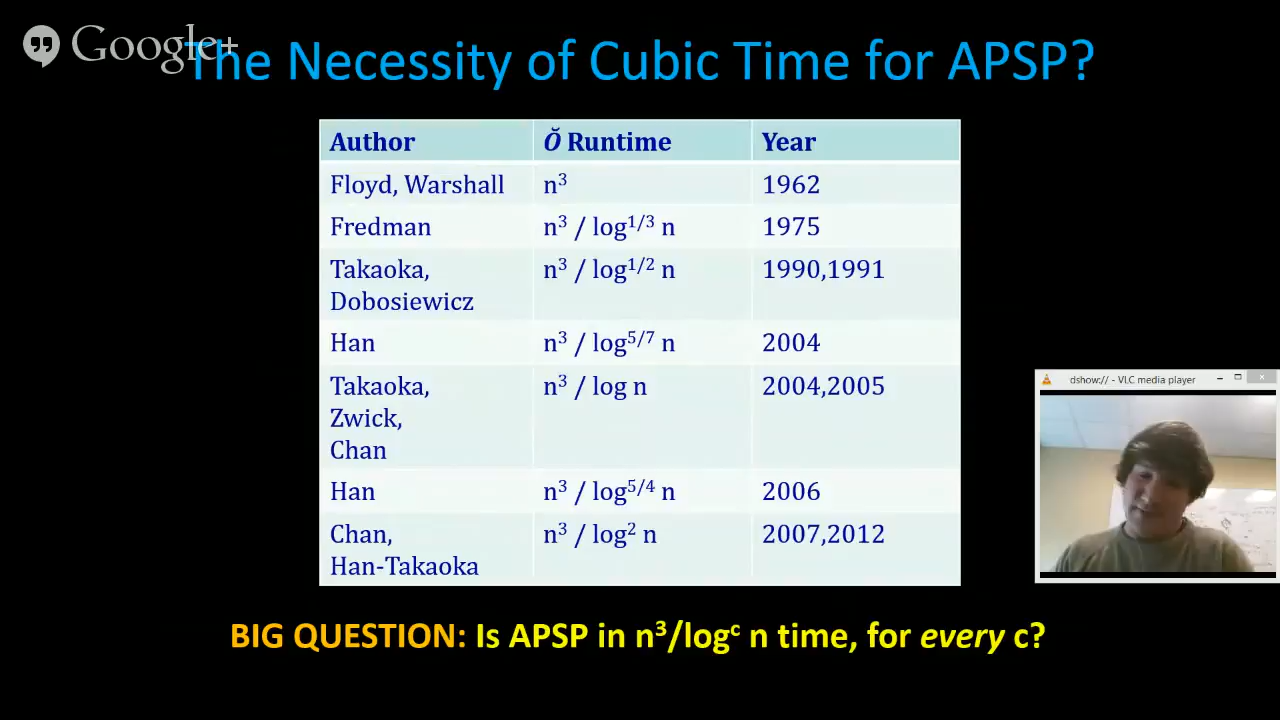 Google+
The Necessity of Cubic Time for APSP?
Author Ŏ Runtime Year
Floyd, Warshall n³ 1962
Fredman n³ / log^{1/3} n 1975
Takaoka, n³ / log^{1/2} n 1990,1991
Dobosiewicz
Han n³ / log^{5/7} n 2004
Takaoka, n³ / log n 2004,2005
Zwick,
Chan
Han n³ / log^{5/4} n 2006
Chan, n³ / log² n 2007,2012
Han-Takaoka
dshow:// - VLC media player
BIG QUESTION: Is APSP in n³/logᶜ n time, for every c?